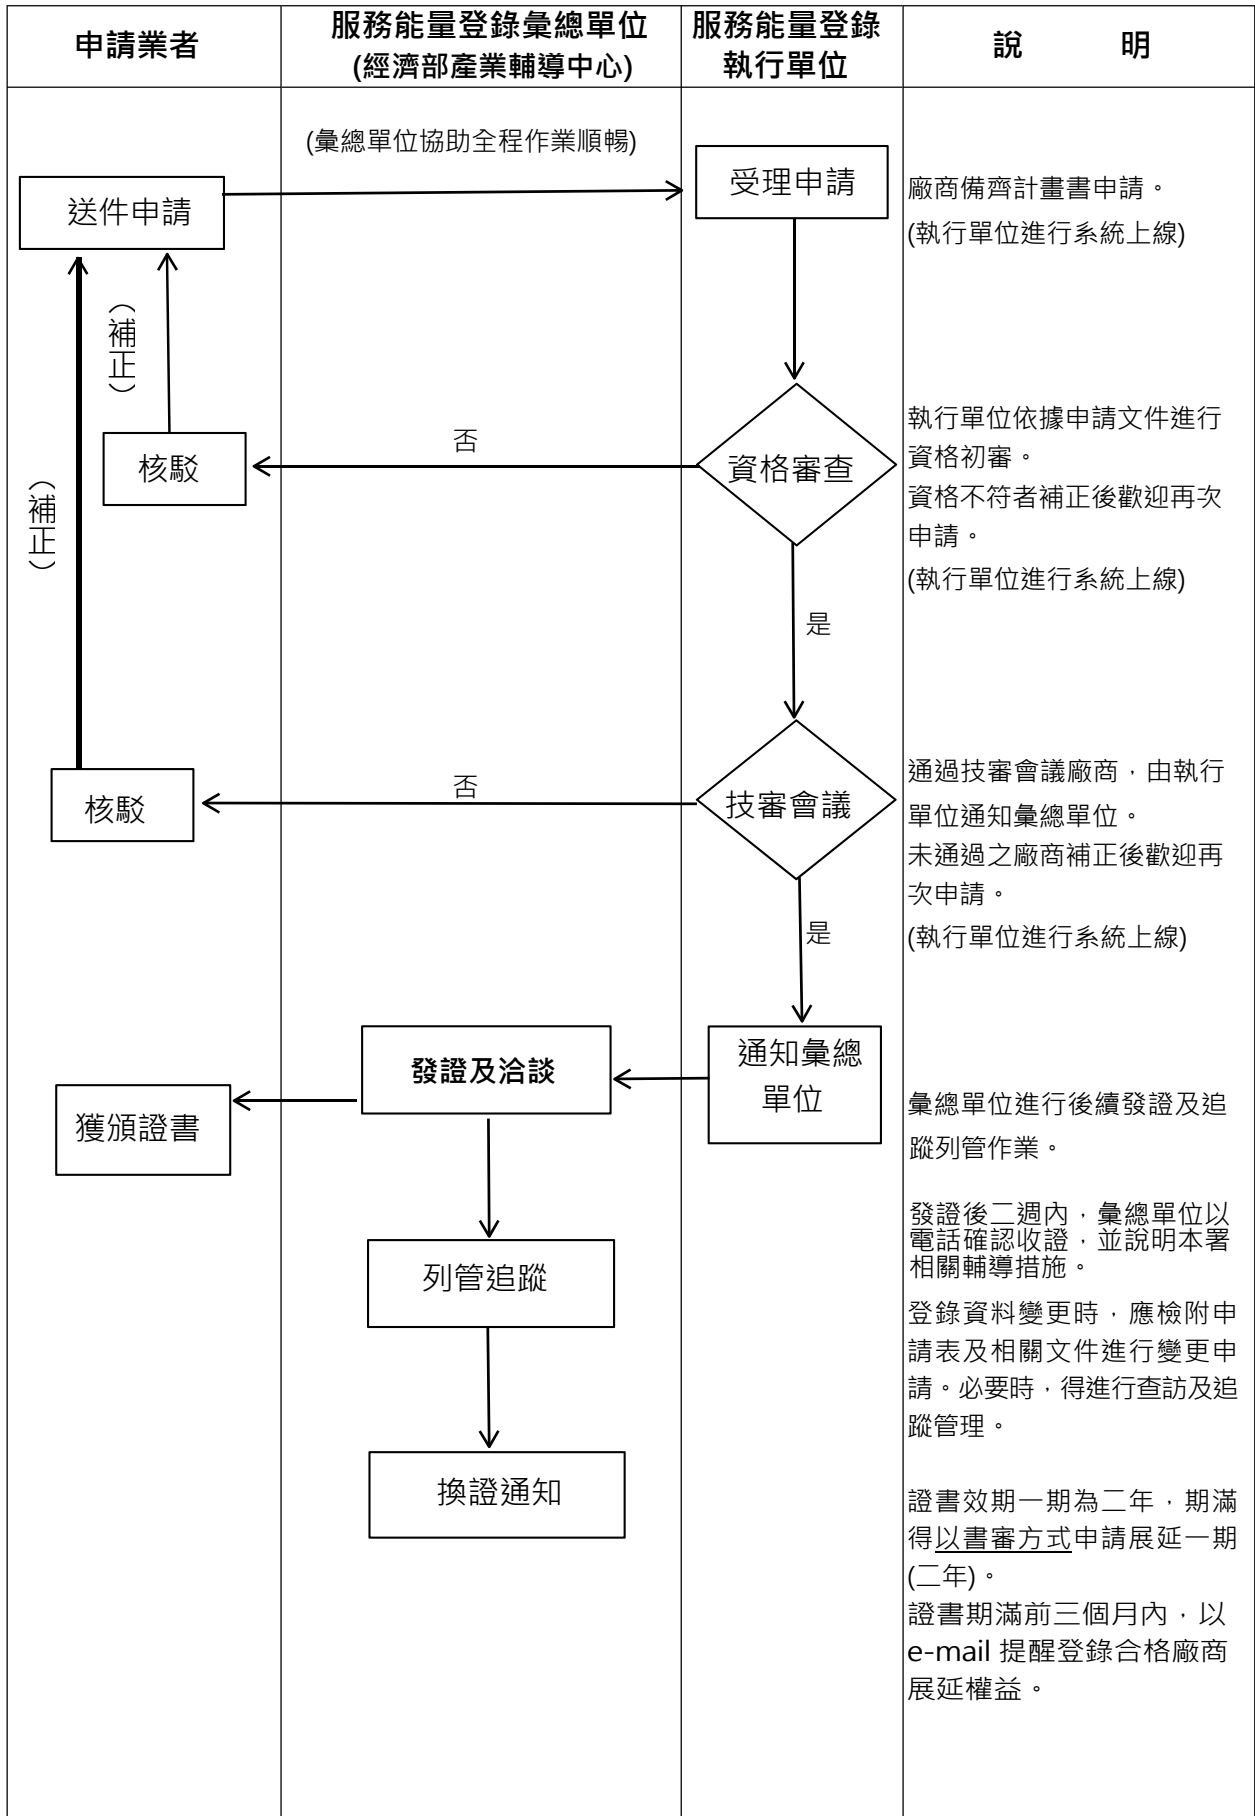 申請業者
服務能量登錄彙總單位
(經濟部產業輔導中心)
服務能量登錄
執行單位
說 明
(彙總單位協助全程作業順暢)
送件申請
受理申請
廠商備齊計畫書申請。
(執行單位進行系統上線)
(補正)
核駁
否
資格審查
執行單位依據申請文件進行
資格初審。
資格不符者補正後歡迎再次
申請。
(執行單位進行系統上線)
(補正)
是
核駁
否
技審會議
通過技審會議廠商，由執行
單位通知彙總單位。
未通過之廠商補正後歡迎再
次申請。
(執行單位進行系統上線)
是
通知彙總
單位
發證及洽談
獲頒證書
彙總單位進行後續發證及追
蹤列管作業。
列管追蹤
發證後二週內，彙總單位以
電話確認收證，並說明本署
相關輔導措施。
登錄資料變更時，應檢附申
請表及相關文件進行變更申
請。必要時，得進行查訪及追
蹤管理。
換證通知
證書效期一期為二年，期滿
得以書審方式申請展延一期
(二年)。
證書期滿前三個月內，以
e-mail 提醒登錄合格廠商
展延權益。